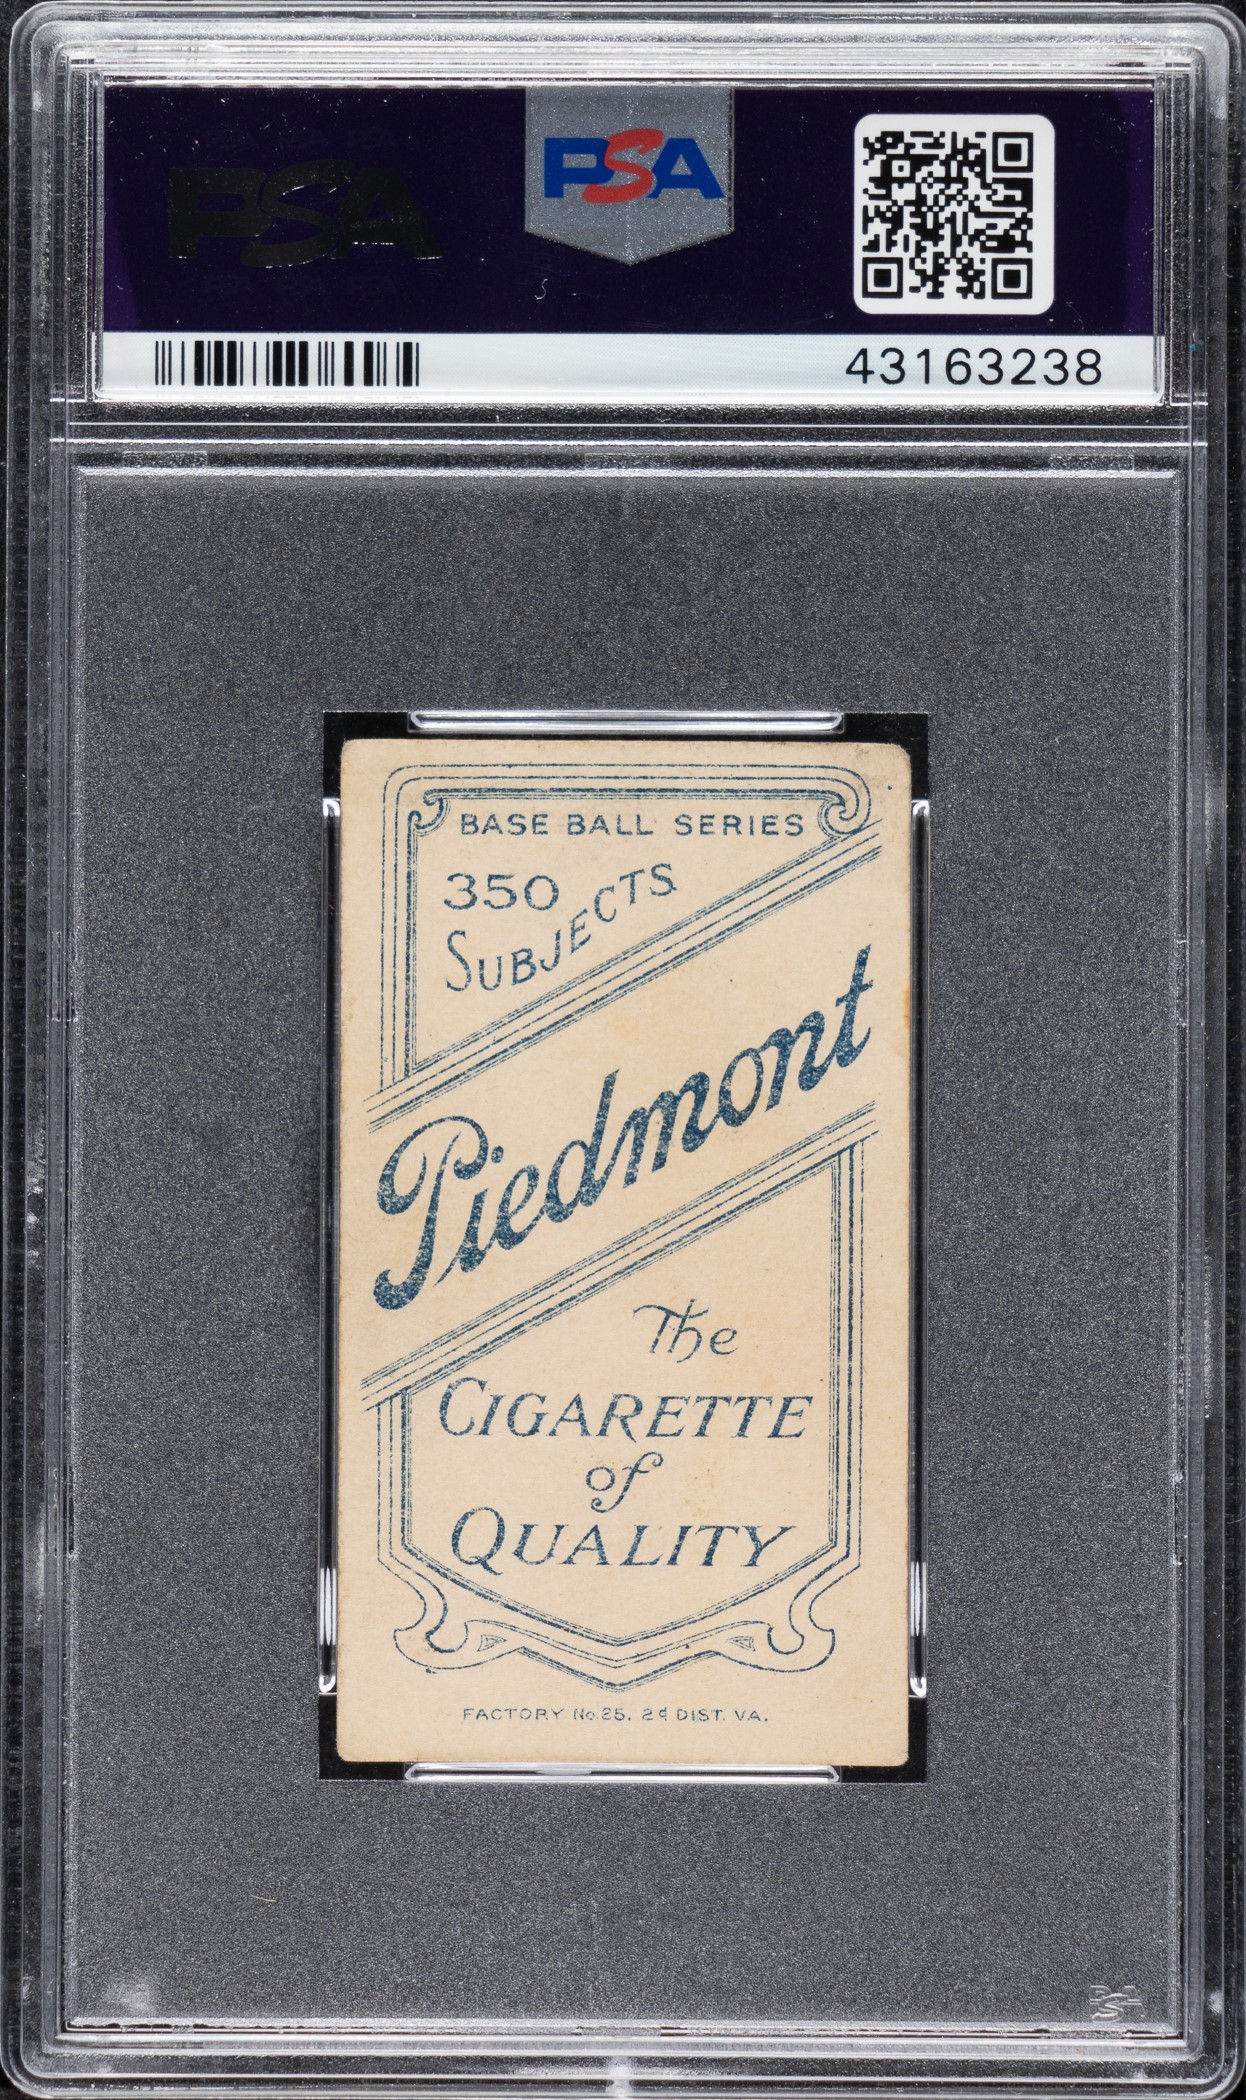 PSA
PSA
43163238
BASE BALL SERIES
350
SUBJECTS
Piedmont
The
CIGARETTE
of
QUALITY
FACTORY No. 25. 2d DIST. VA.
PSA